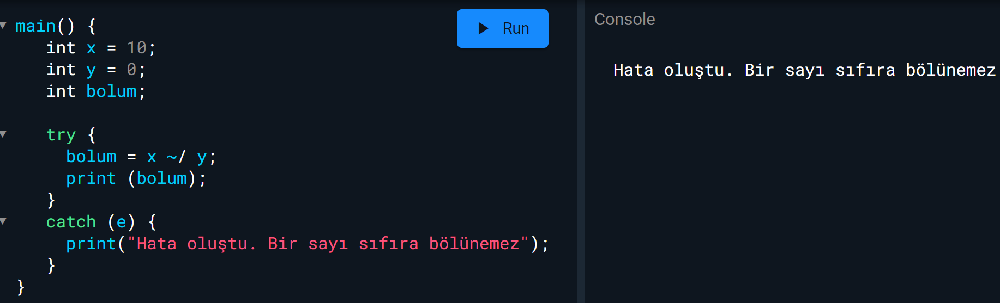 main() {
int x = 10;
int y = 0;
int bolum;
try {
bolum = x ~/ y;
print (bolum);
}
catch (e) {
print("Hata oluştu. Bir sayı sıfıra bölünemez");
}
}
Run
Console
Hata oluştu. Bir sayı sıfıra bölünemez